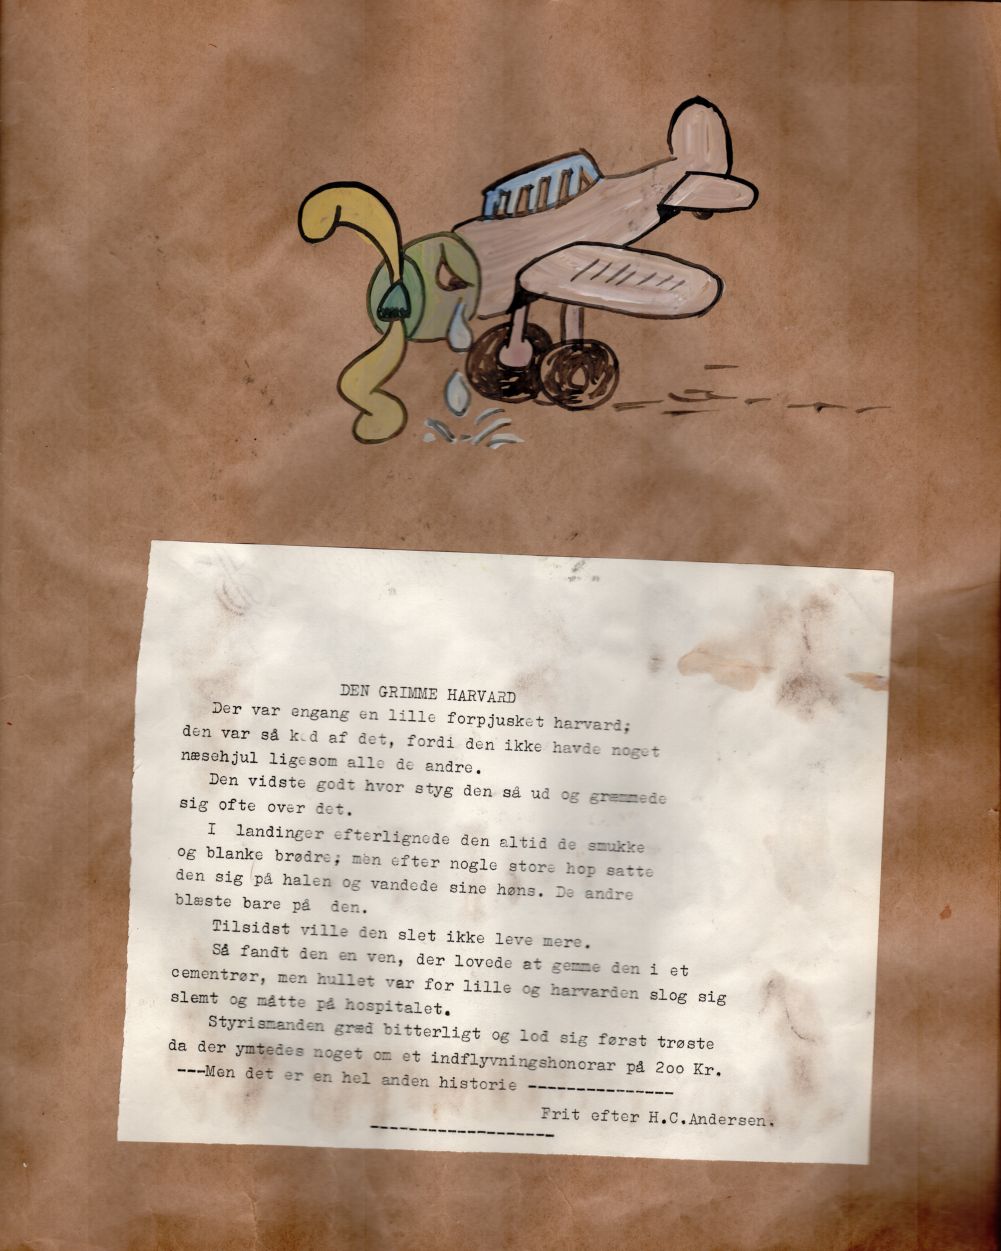 DEN GRIMME HARVARD
Der var engang en lille forpjusket harvard;
den var så ked af det, fordi den ikke havde noget
næsehjul ligesom alle de andre.
Den vidste godt hvor styg den så ud og græmmede
sig ofte over det.
I landinger efterlignede den altid de smukke
og blanke brødre; men efter nogle store hop satte
den sig på halen og vandede sine høns. De andre
blæste bare på den.
Tilsidst ville den slet ikke leve mere.
Så fandt den en ven, der lovede at gemme den i et
cementrør, men hullet var for lille og harvarden slog sig
slemt og måtte på hospitalet.
Styrismanden græd bitterligt og lod sig først trøste
da der ymtedes noget om et indflyvningshonorar på 2oo Kr.
---Men det er en hel anden historie ---------------
Frit efter H.C.Andersen.
-------------------